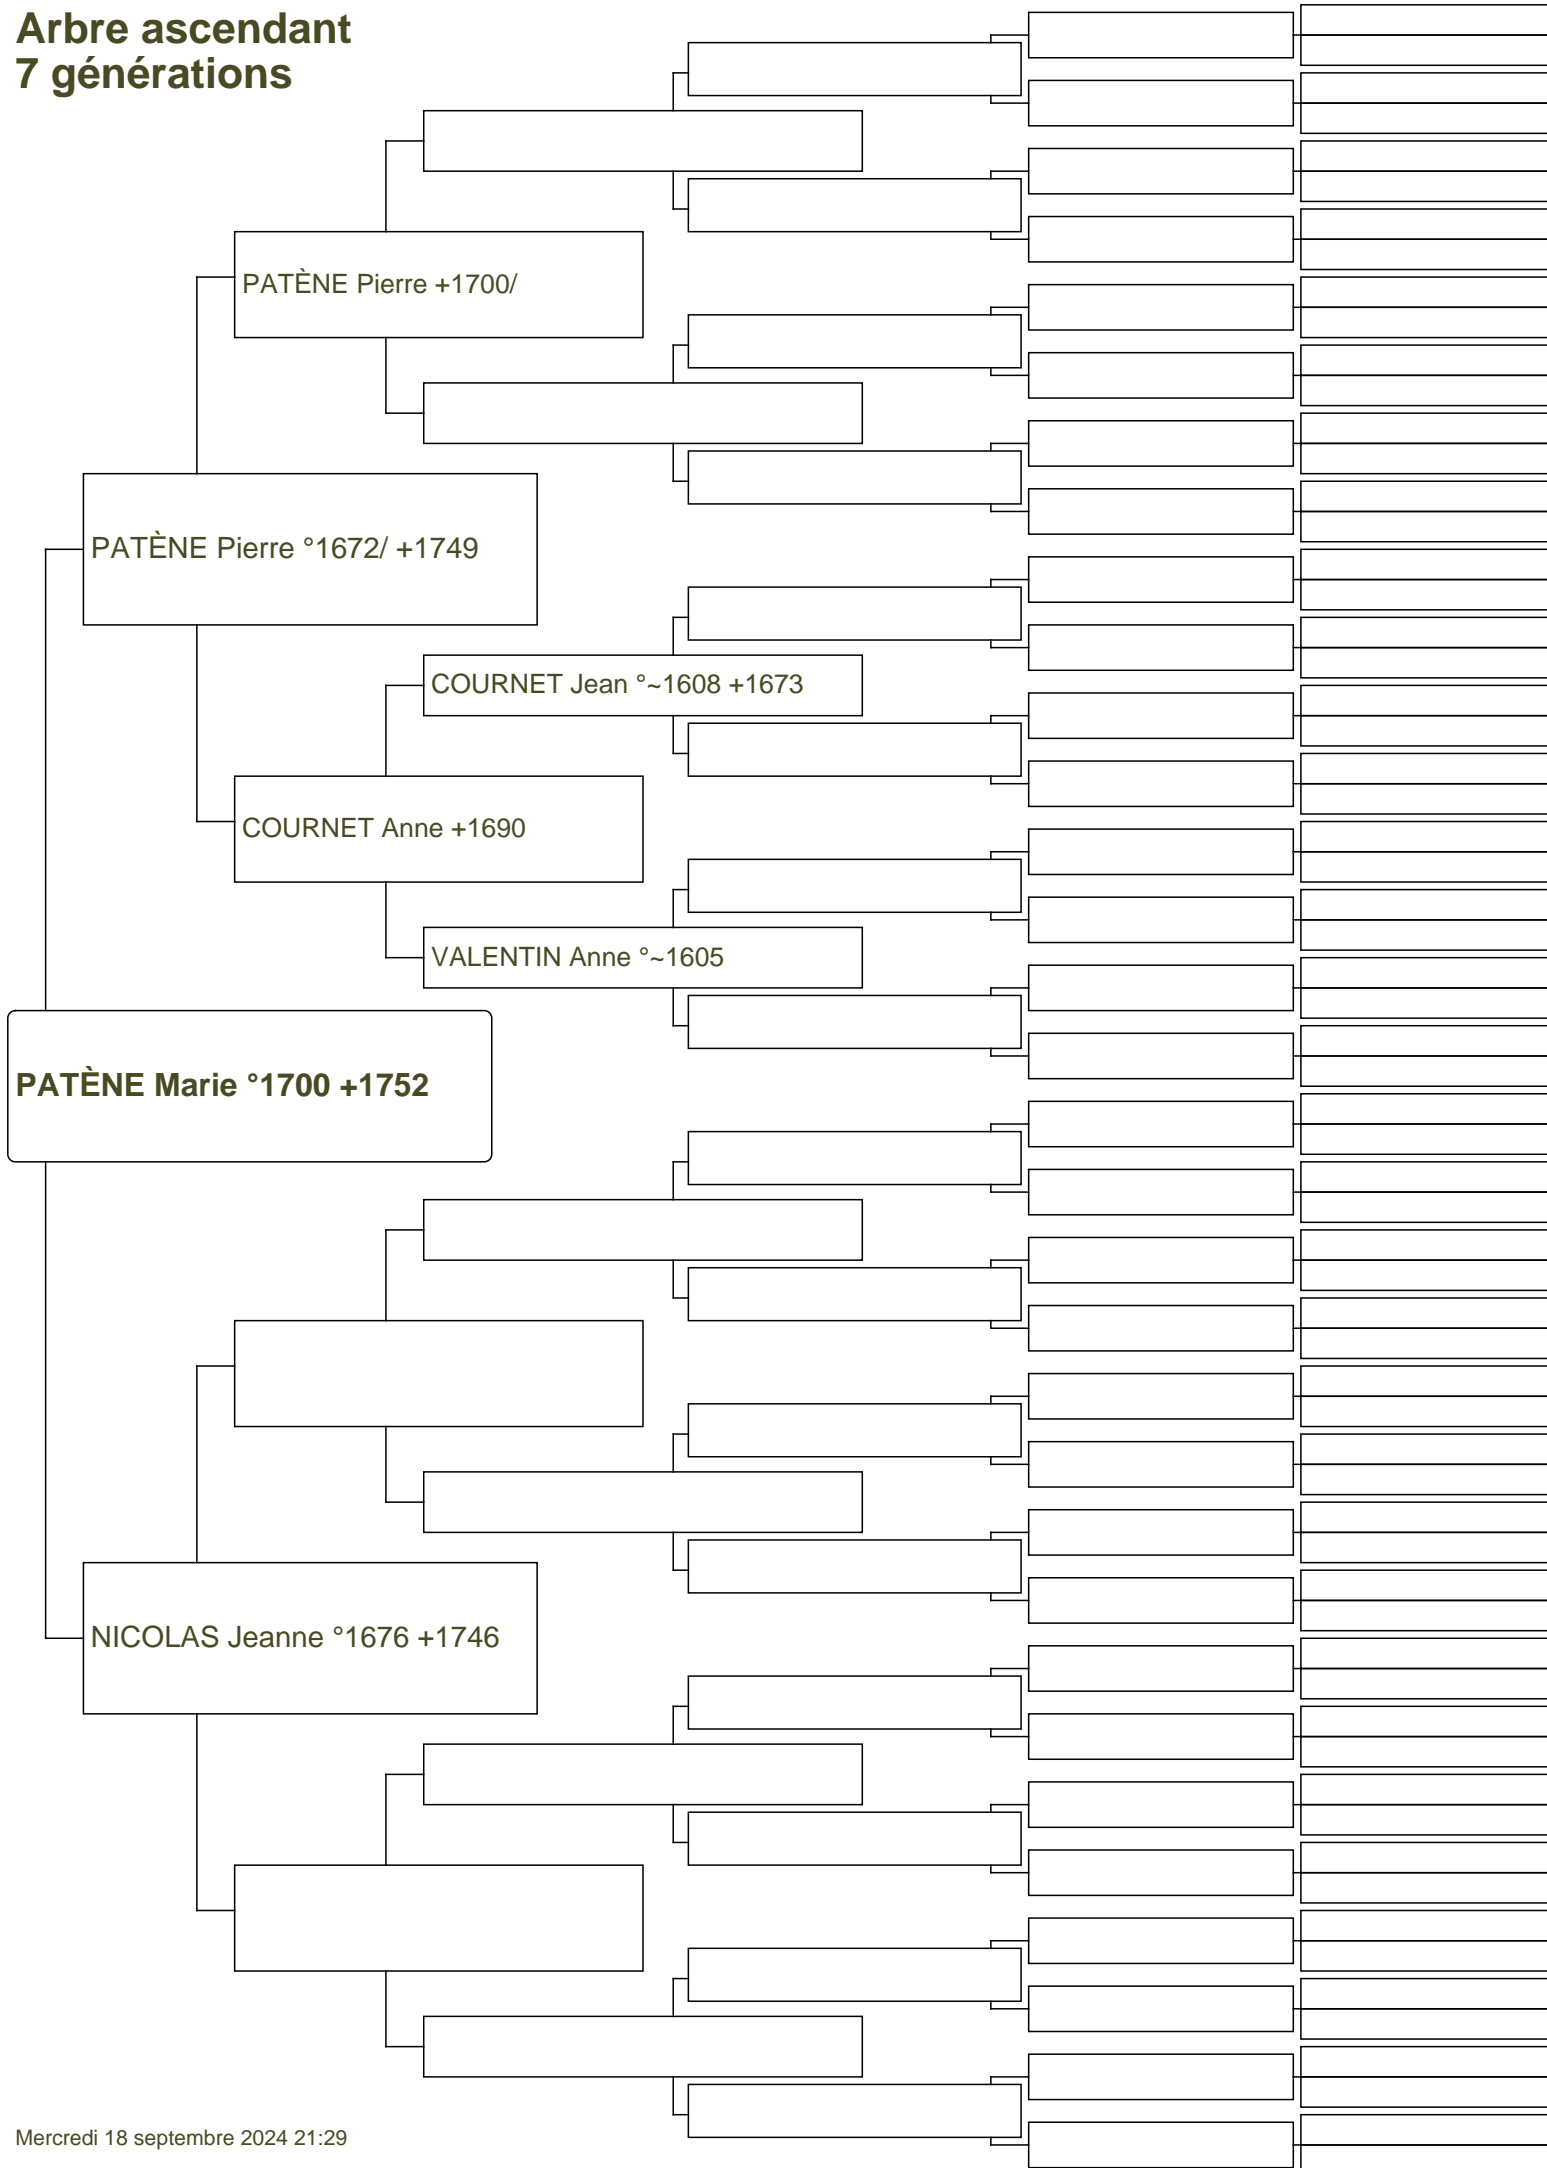 Arbre ascendant
7 générations
PATÈNE Pierre +1700/
PATÈNE Pierre °1672/ +1749
COURNET Jean °~1608 +1673
COURNET Anne +1690
VALENTIN Anne °~1605
PATÈNE Marie °1700 +1752
NICOLAS Jeanne °1676 +1746
Mercredi 18 septembre 2024 21:29